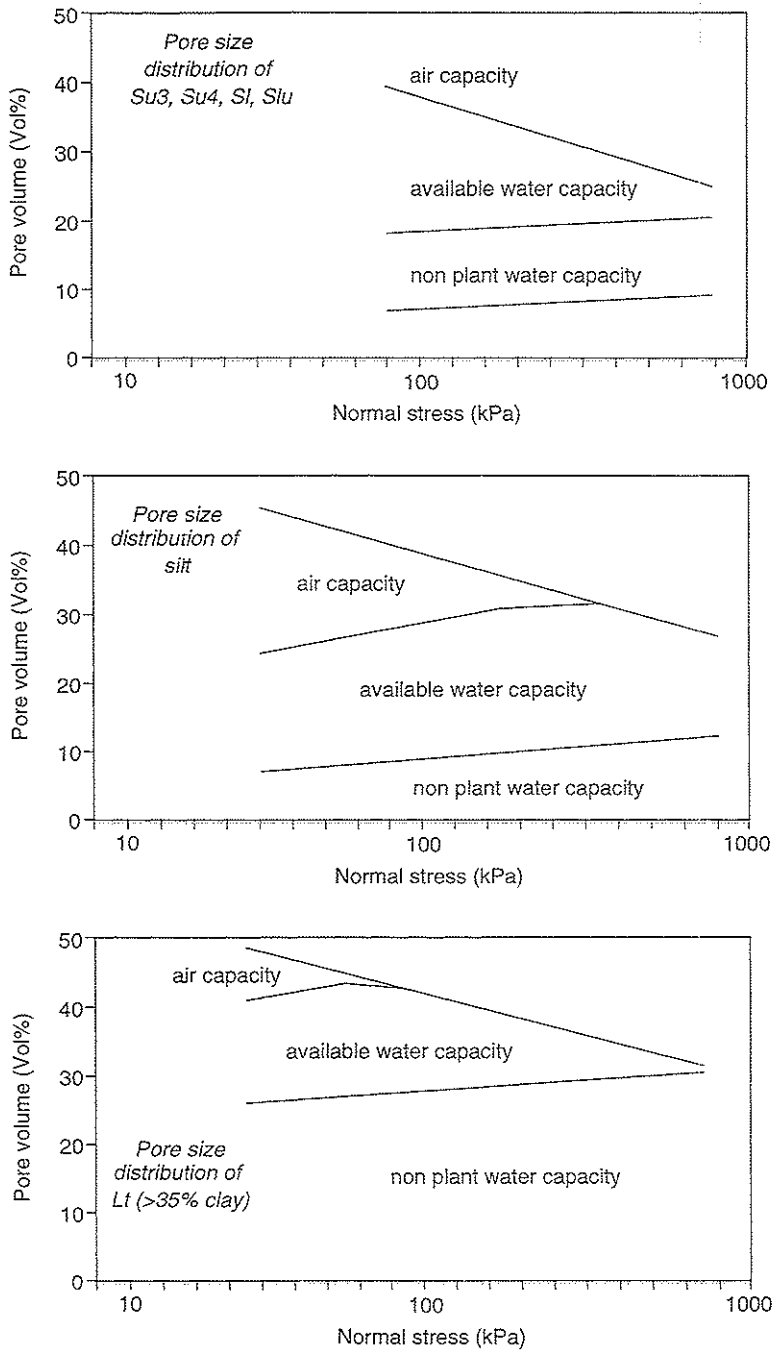 50
40
30
20
10
0
Pore volume (Vol%)
Pore size
distribution of
Su3, Su4, Sl, Slu
air capacity
available water capacity
non plant water capacity
10
100
1000
Normal stress (kPa)
50
40
30
20
10
0
Pore volume (Vol%)
Pore size
distribution of
silt
air capacity
available water capacity
non plant water capacity
10
100
1000
Normal stress (kPa)
50
40
30
20
10
0
Pore volume (Vol%)
air capacity
available water capacity
Pore size
distribution of
Lt (>35% clay)
non plant water capacity
10
100
1000
Normal stress (kPa)